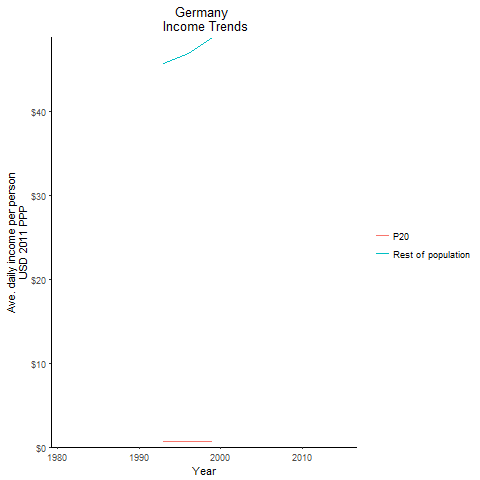 Germany
Income Trends
Ave. daily income per person
USD 2011 PPP
$40
$30
$20
$10
$0
1980
1990
2000
2010
Year
P20
Rest of population